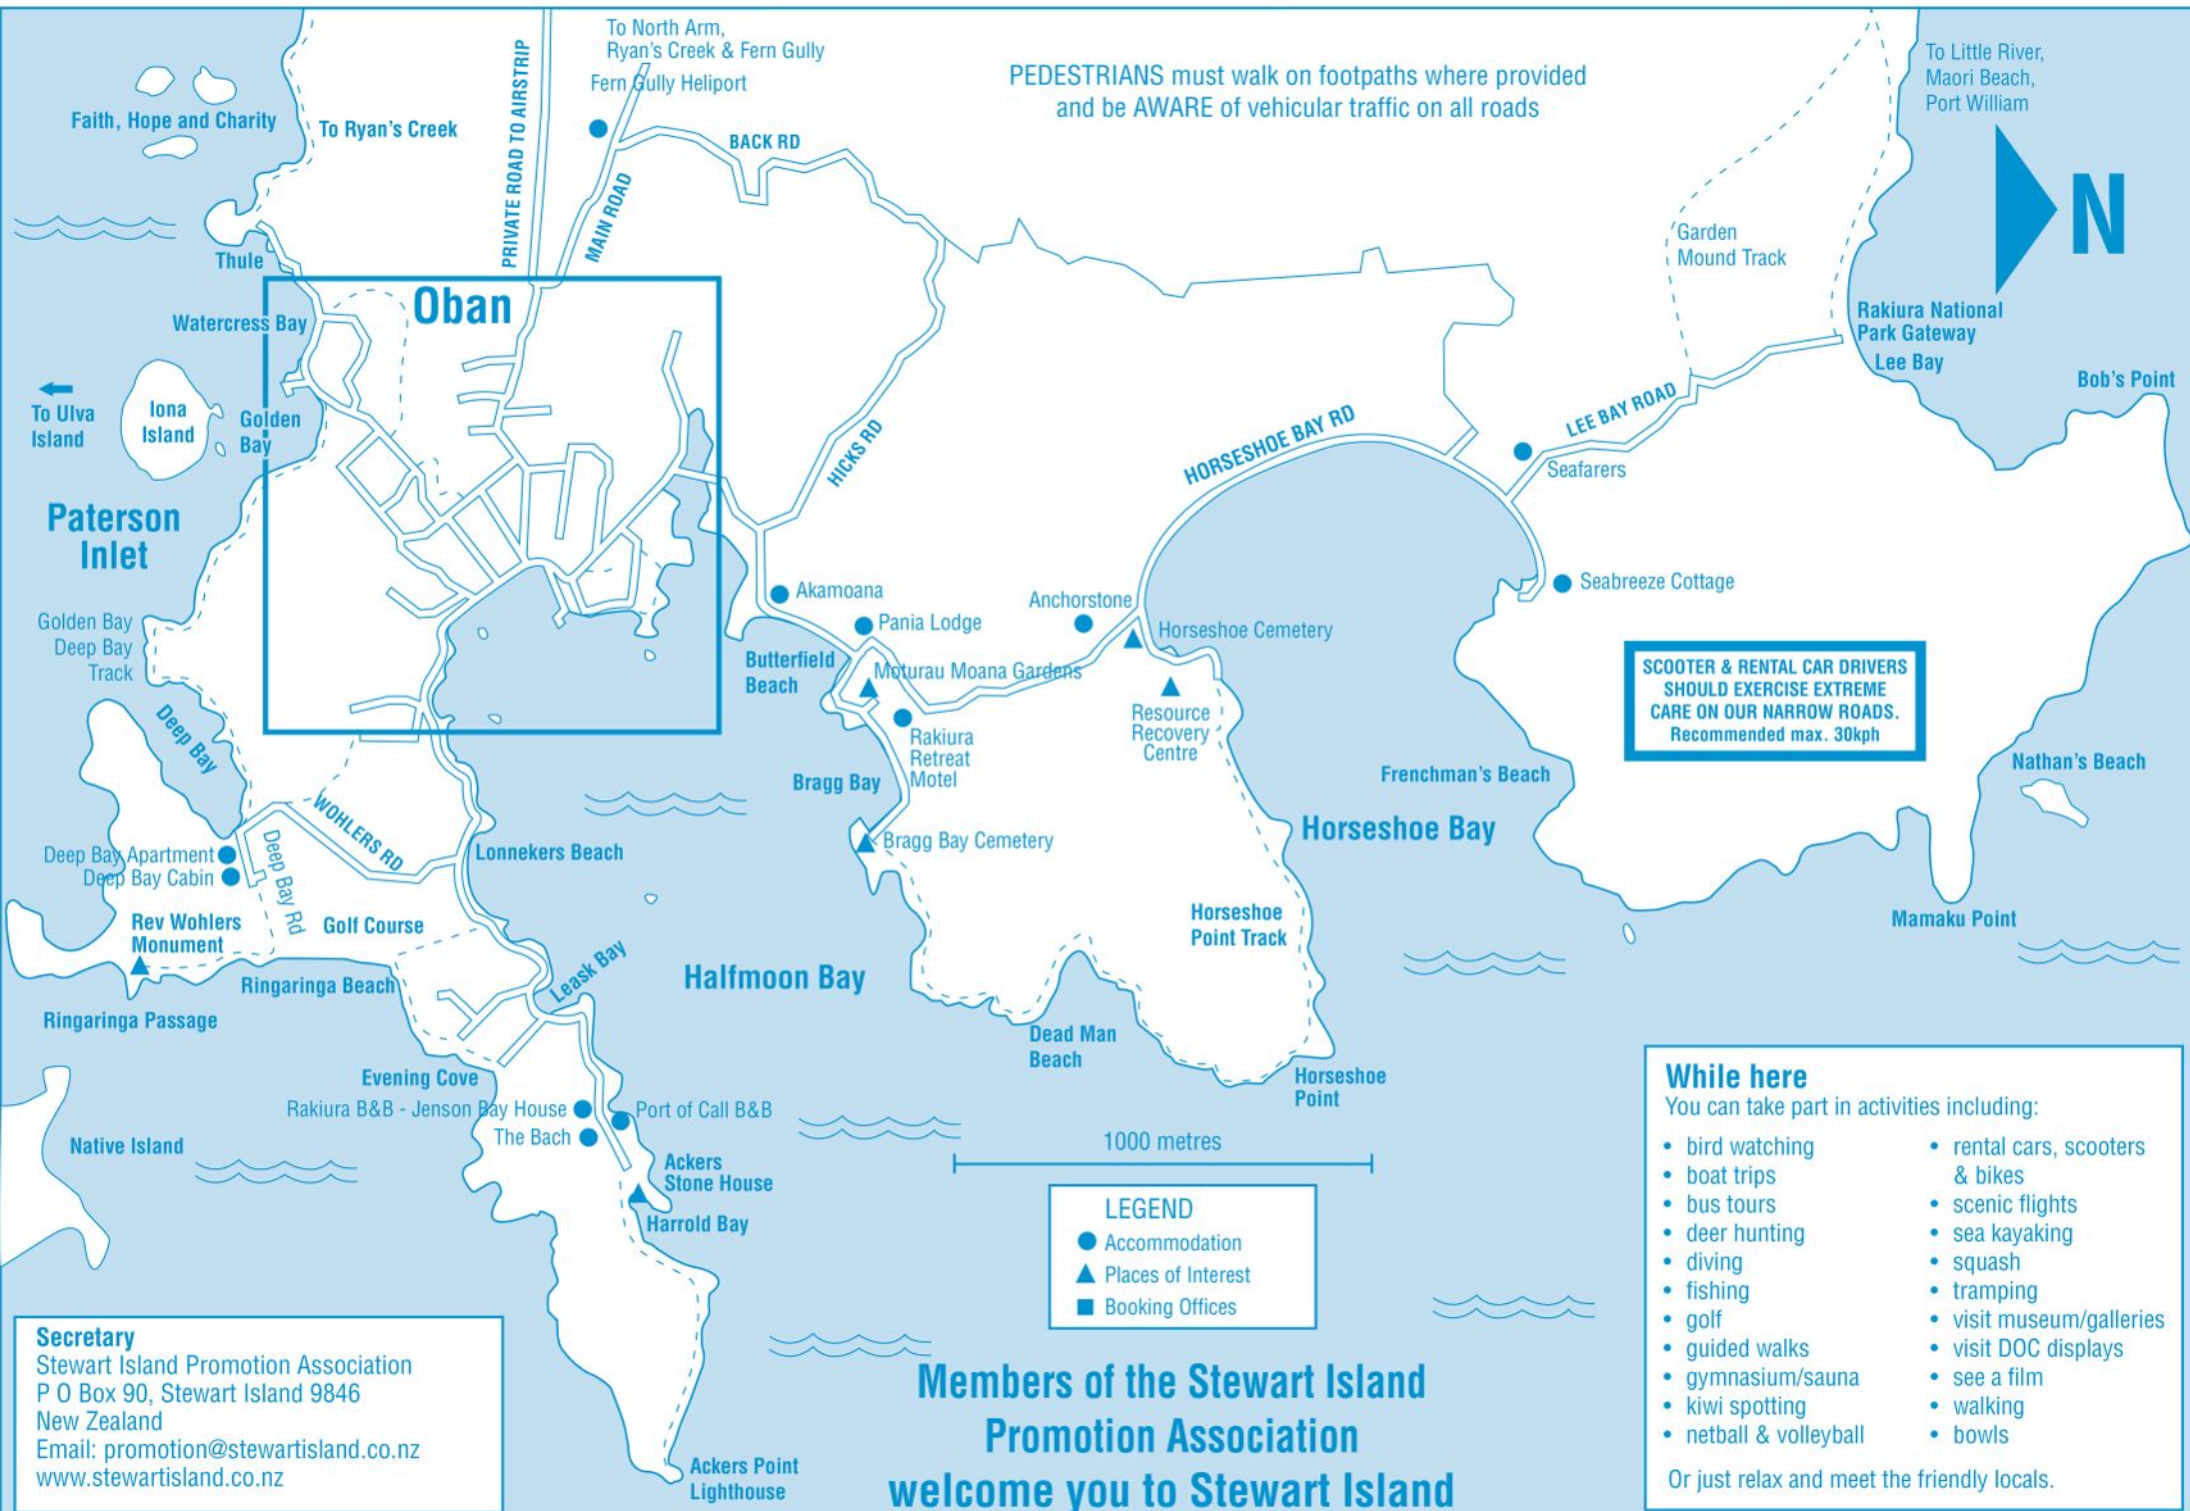 To North Arm,
Ryan's Creek & Fern Gully
Fern Gully Heliport
PEDESTRIANS must walk on footpaths where provided
and be AWARE of vehicular traffic on all roads
To Little River,
Maori Beach,
Port William
N
Faith, Hope and Charity
To Ryan's Creek
PRIVATE ROAD TO AIRSTRIP
MAIN ROAD
BACK RD
Garden
Mound Track
Thule
Oban
Watercress Bay
Rakiura National
Park Gateway
Lee Bay
Bob's Point
To Ulva
Island
Iona
Island
Golden
Bay
HICKS RD
HORSESHOE BAY RD
LEE BAY ROAD
Seafarers
Paterson
Inlet
Akamoana
Pania Lodge
Anchorstone
Horseshoe Cemetery
Seabreeze Cottage
Golden Bay
Deep Bay
Track
Butterfield
Beach
Moturau Moana Gardens
SCOOTER & RENTAL CAR DRIVERS
SHOULD EXERCISE EXTREME
CARE ON OUR NARROW ROADS.
Recommended max. 30kph
Deep Bay
Rakiura
Retreat
Motel
Resource
Recovery
Centre
Bragg Bay
Frenchman's Beach
Nathan's Beach
WOHLERS RD
Horseshoe Bay
Deep Bay Apartment
Deep Bay Cabin
Deep Bay Rd
Lonnekers Beach
Bragg Bay Cemetery
Rev Wohlers
Monument
Golf Course
Horseshoe
Point Track
Mamaku Point
Ringaringa Beach
Leask Bay
Halfmoon Bay
Ringaringa Passage
Dead Man
Beach
Evening Cove
Horseshoe
Point
Rakiura B&B - Jenson Bay House
Port of Call B&B
The Bach
Native Island
Ackers
Stone House
Harrold Bay
1000 metres
LEGEND
Accommodation
Places of Interest
Booking Offices
While here
You can take part in activities including:
• bird watching
• boat trips
• bus tours
• deer hunting
• diving
• fishing
• golf
• guided walks
• gymnasium/sauna
• kiwi spotting
• netball & volleyball
• rental cars, scooters
& bikes
• scenic flights
• sea kayaking
• squash
• tramping
• visit museum/galleries
• visit DOC displays
• see a film
• walking
• bowls
Or just relax and meet the friendly locals.
Secretary
Stewart Island Promotion Association
P O Box 90, Stewart Island 9846
New Zealand
Email: promotion@stewartisland.co.nz
www.stewartisland.co.nz
Ackers Point
Lighthouse
Members of the Stewart Island
Promotion Association
welcome you to Stewart Island